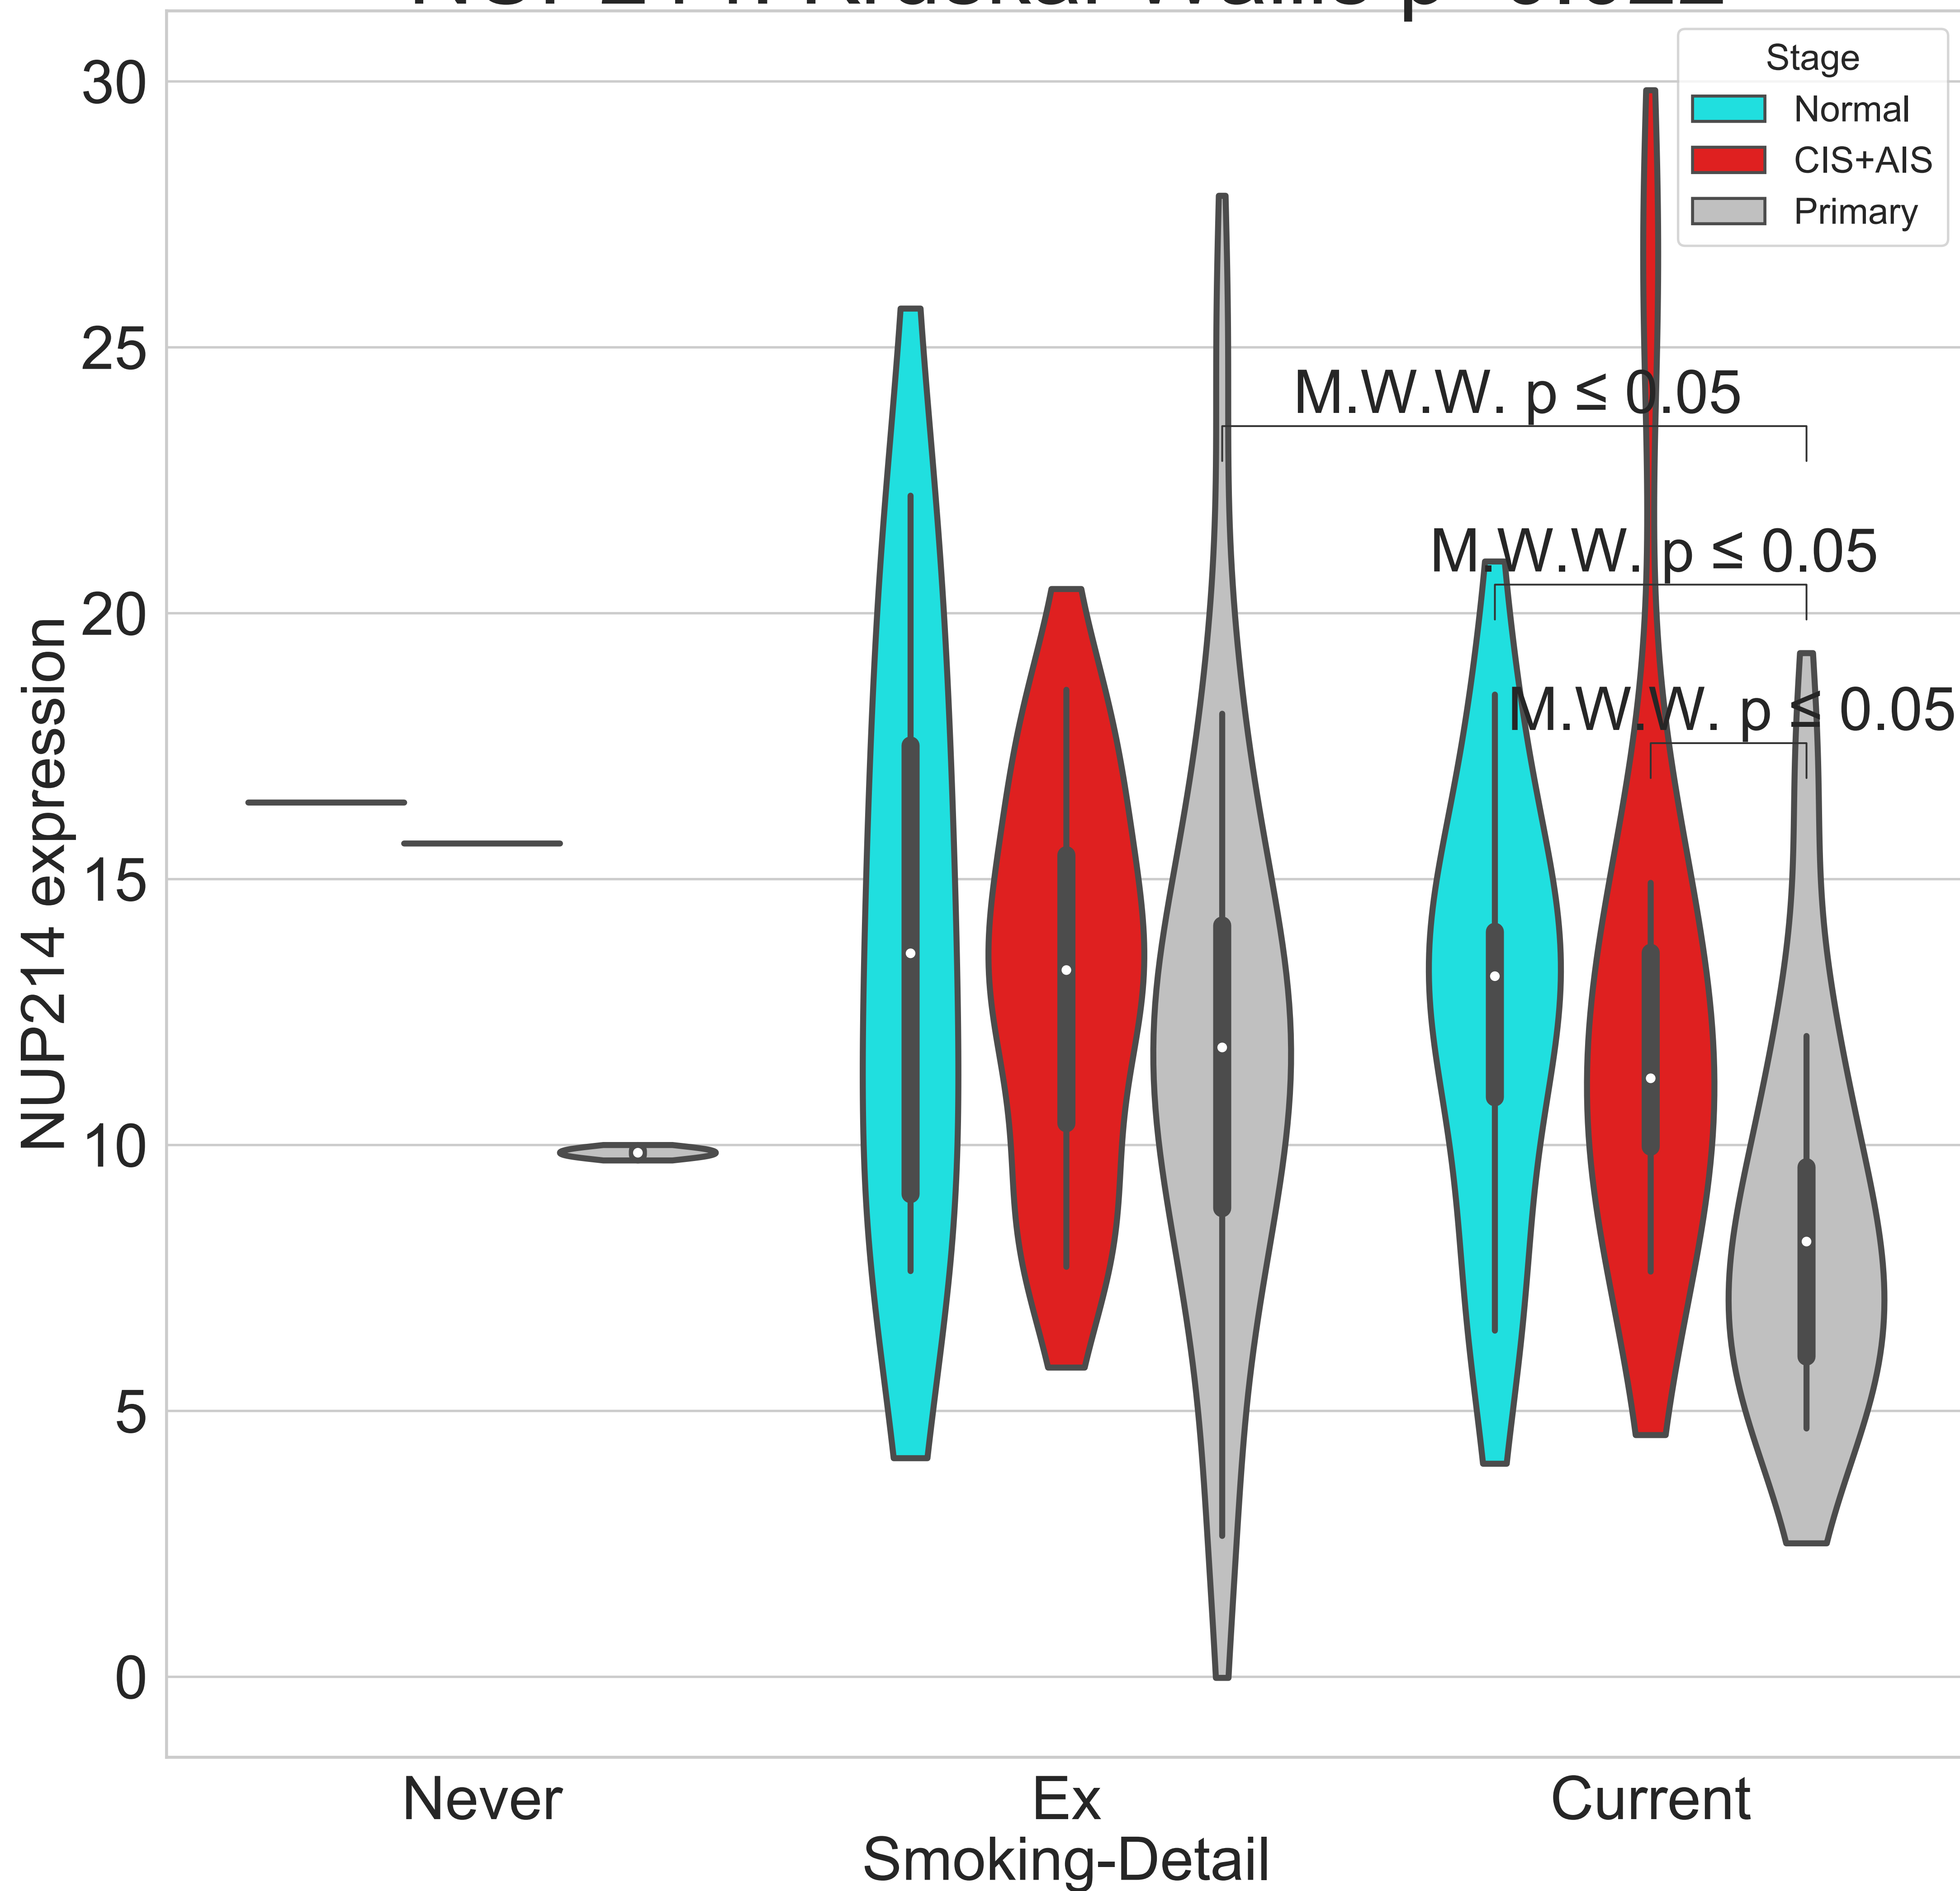 Stage
Normal
CIS+AIS
Primary
30
25
20
15
10
5
0
NUP214 expression
M.W.W. p ≤ 0.05
M.W.W. p ≤ 0.05
M.W.W. p ≤ 0.05
Never
Ex
Current
Smoking-Detail